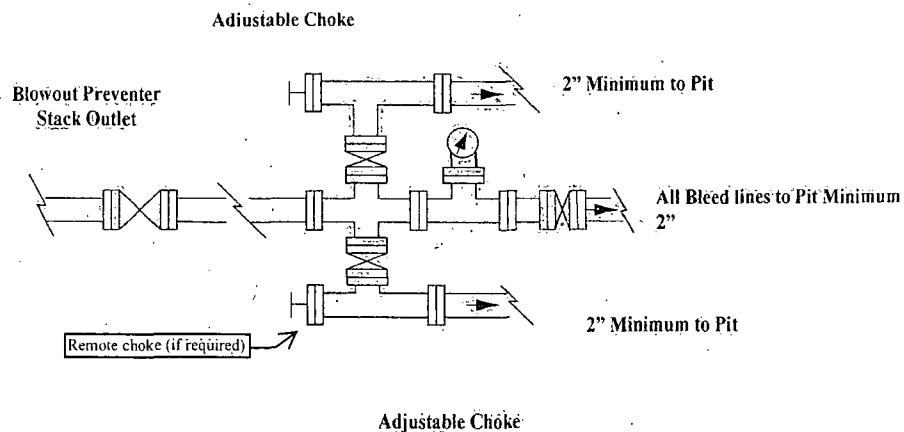 Adjustable Choke
2” Minimum to Pit
Blowout Preventer
Stack Outlet
All Bleed lines to Pit Minimum
2”
2” Minimum to Pit
Remote choke (if required)
Adjustable Choke